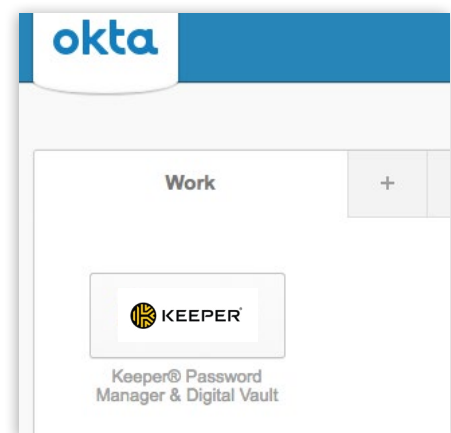 okta
Work
+
KEEPER®
Keeper® Password
Manager & Digital Vault